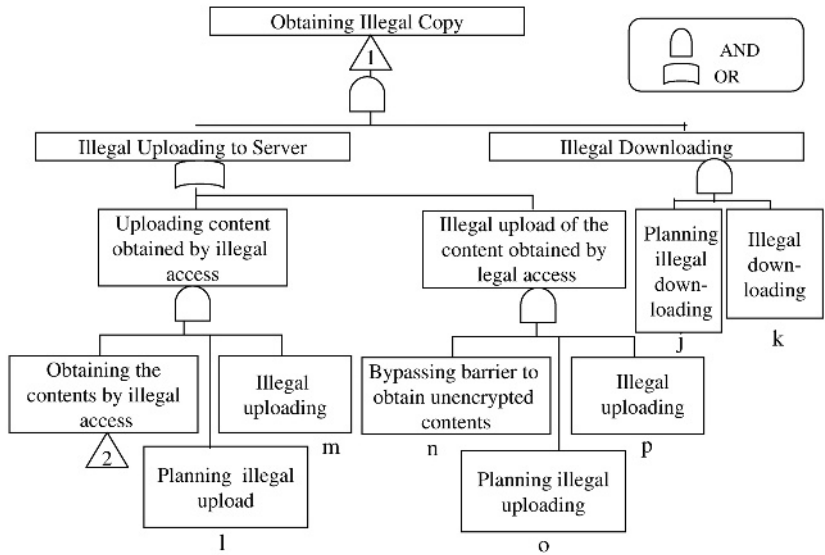 Obtaining Illegal Copy
1
AND
OR
Illegal Uploading to Server
Illegal Downloading
Uploading content
obtained by illegal
access
Illegal upload of the
content obtained by
legal access
Planning
illegal
down-
loading
j
Illegal
down-
loading
k
Obtaining the
contents by illegal
access
2
Illegal
uploading
m
Planning illegal
upload
l
Bypassing barrier to
obtain unencrypted
contents
n
Illegal
uploading
p
Planning illegal
uploading
o